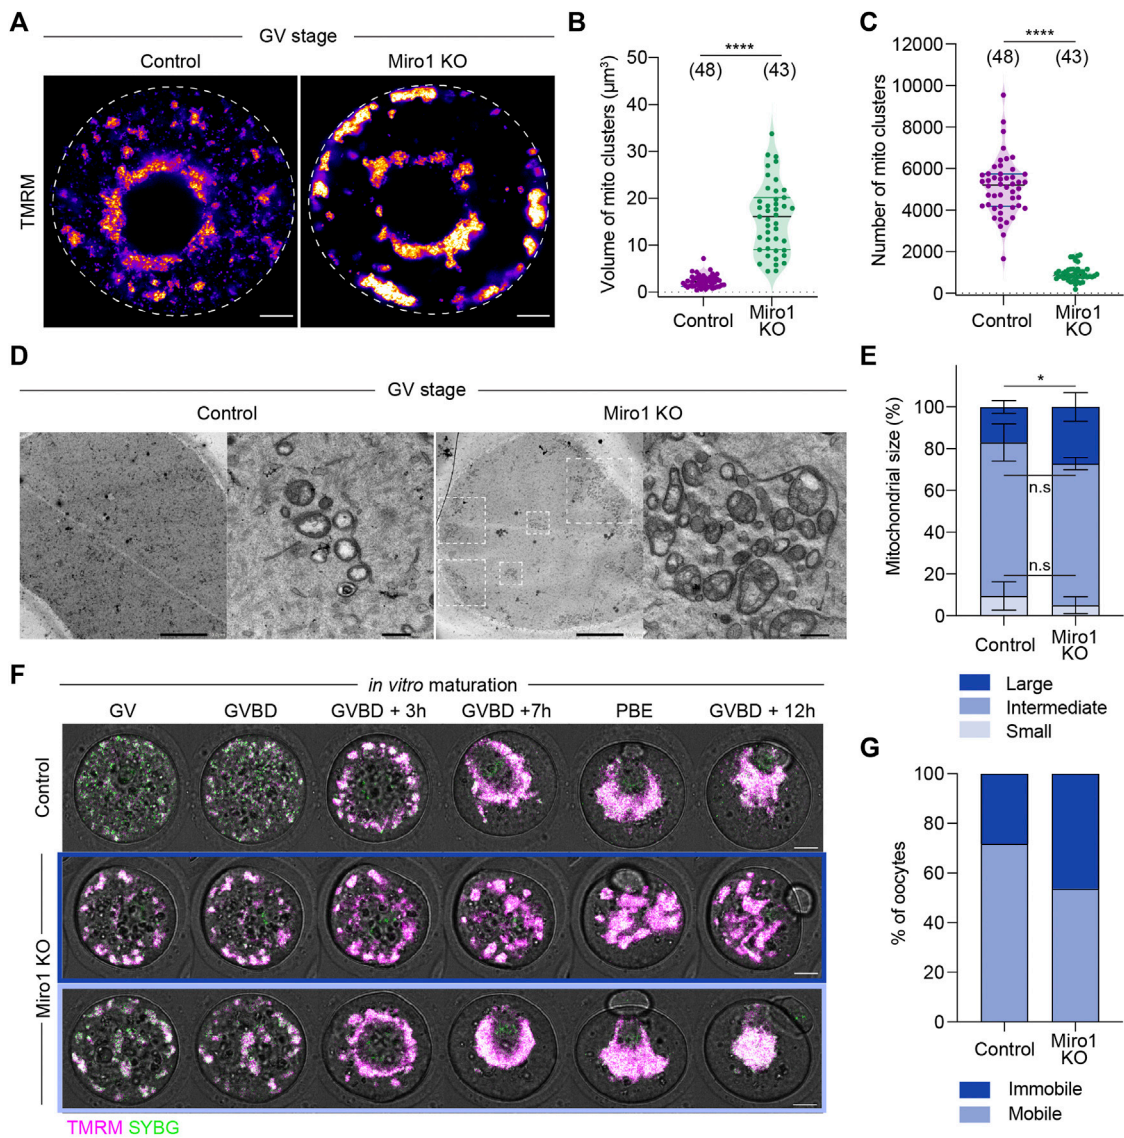 A
GV stage
Control
Miro1 KO
TMRM
B
Volume of mito clusters (μm³)
50
40
30
20
10
0
****
(48)
(43)
Control
Miro1
KO
C
Number of mito clusters
12000
10000
8000
6000
4000
2000
0
****
(48)
(43)
Control
Miro1
KO
D
GV stage
Control
Miro1 KO
E
Mitochondrial size (%)
100
80
60
40
20
0
*
n.s
n.s
Control
Miro1
KO
Large
Intermediate
Small
F
in vitro maturation
GV
GVBD
GVBD + 3h
GVBD +7h
PBE
GVBD + 12h
Control
Miro1 KO
TMRM SYBG
G
% of oocytes
100
80
60
40
20
0
Control
Miro1
KO
Immobile
Mobile